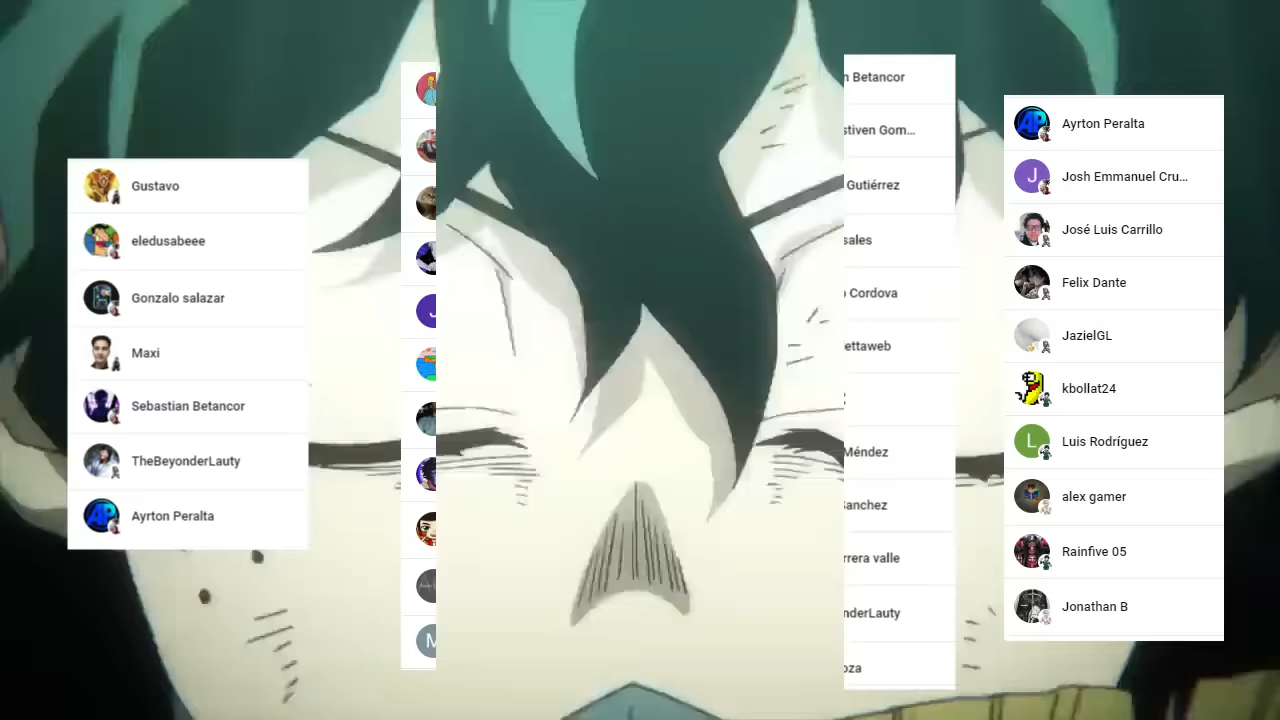 Gustavo
eledusabeee
Gonzalo salazar
Maxi
Sebastian Betancor
TheBeyonderLauty
AP
Ayrton Peralta
J
M
n Betancor
stiven Gom...
Gutiérrez
sales
o Cordova
ettaweb
Méndez
Sanchez
rrera valle
nderLauty
oza
AP
Ayrton Peralta
J
Josh Emmanuel Cru...
José Luis Carrillo
Felix Dante
JazielGL
kbollat24
L
Luis Rodríguez
alex gamer
Rainfive 05
Jonathan B